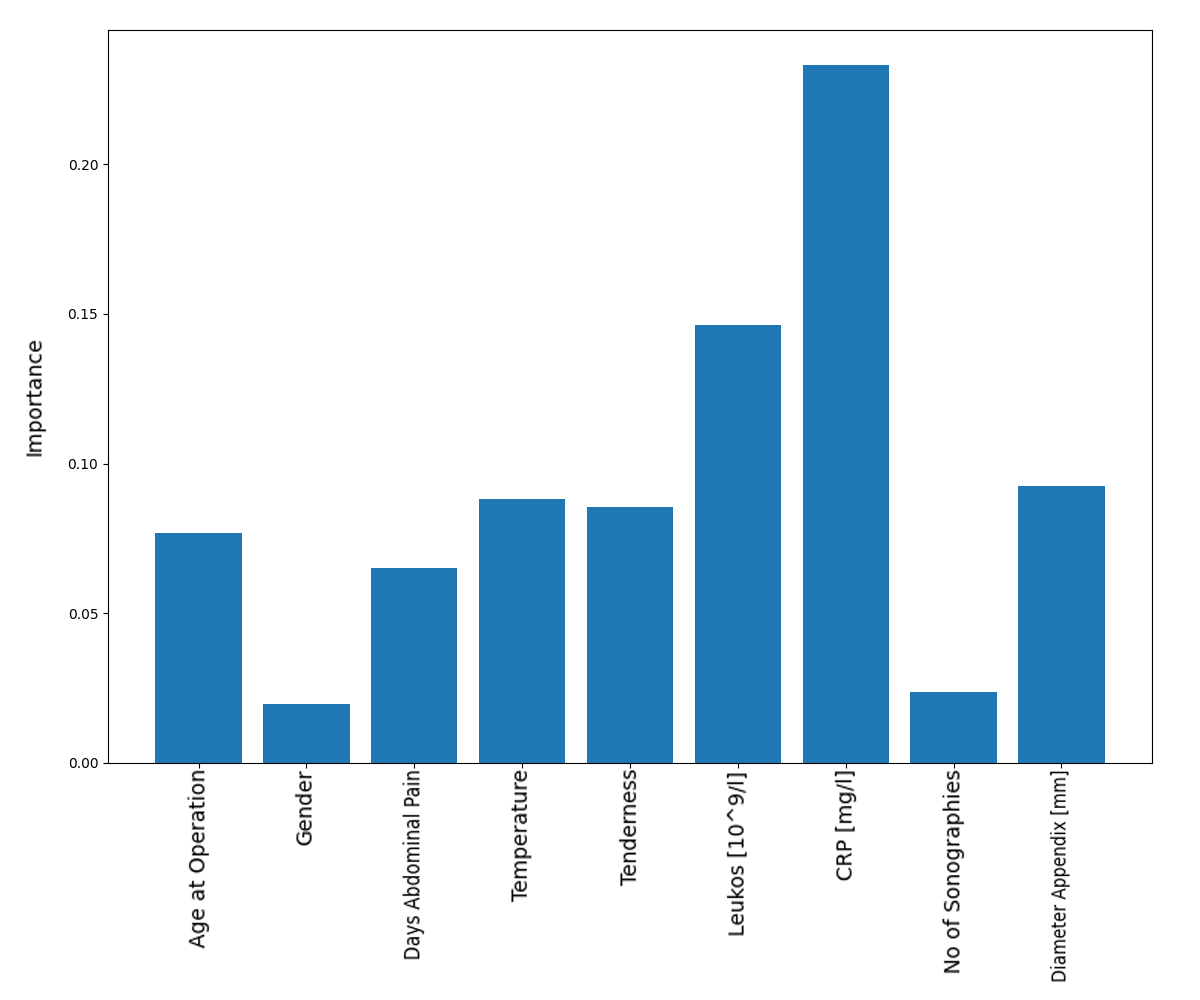 Importance
0.20
0.15
0.10
0.05
0.00
Age at Operation
Gender
Days Abdominal Pain
Temperature
Tenderness
Leukos [10^9/l]
CRP [mg/l]
No of Sonographies
Diameter Appendix [mm]